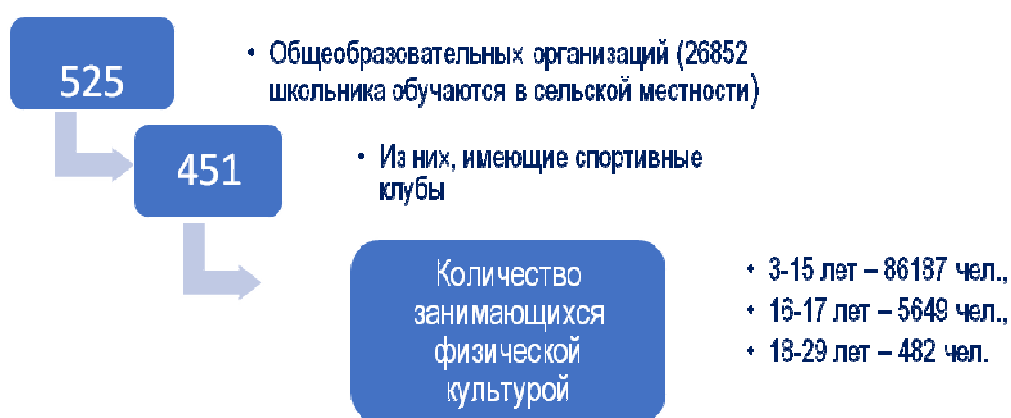 525
• Общеобразовательных организаций (26852
школьника обучаются в сельской местности)
451
• Из них, имеющие спортивные
клубы
Количество
занимающихся
физической
культурой
• 3-15 лет – 86187 чел.,
• 16-17 лет – 5649 чел.,
• 18-29 лет – 482 чел.